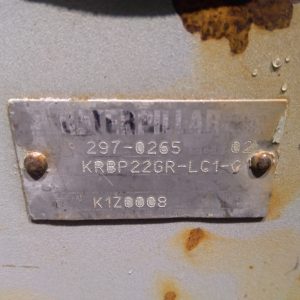 CATERPILLAR
297-0265 02
KRBP22GR-LC1-G
K1Z0008